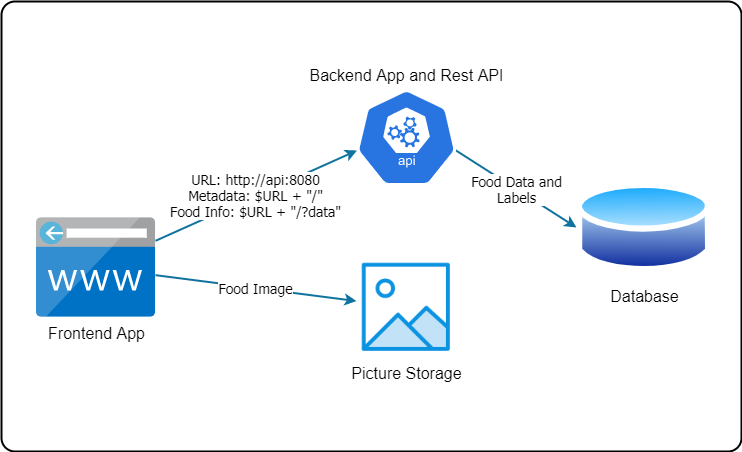 Backend App and Rest API
api
URL: http://api:8080
Metadata: $URL + "/"
Food Info: $URL + "/?data"
Food Data and
Labels
WWW
Food Image
Database
Frontend App
Picture Storage